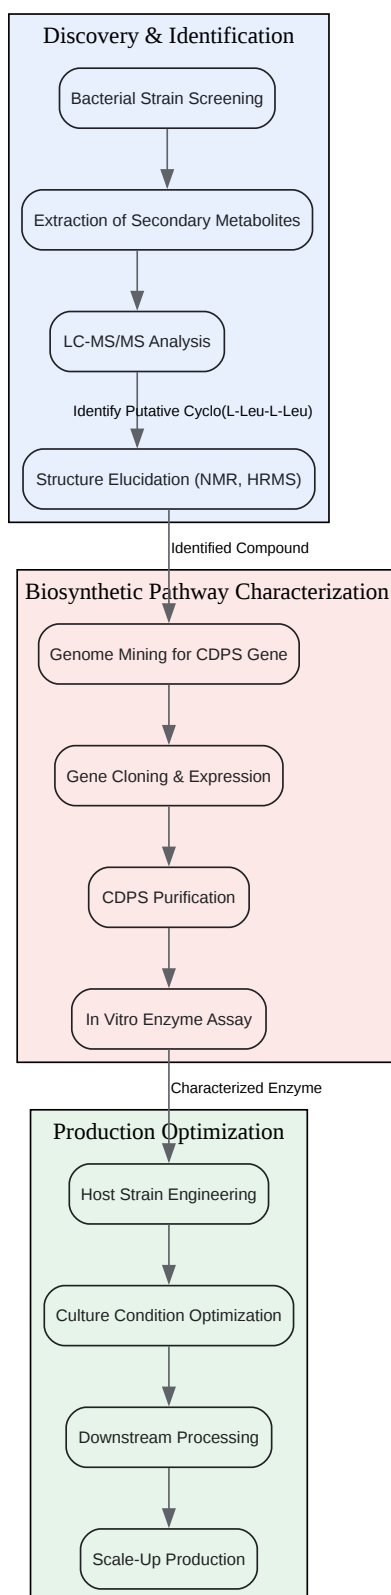 Discovery & Identification
Bacterial Strain Screening
Extraction of Secondary Metabolites
LC-MS/MS Analysis
Identify Putative Cyclo(L-Leu-L-Leu)
Structure Elucidation (NMR, HRMS)
Identified Compound
Biosynthetic Pathway Characterization
Genome Mining for CDPS Gene
Gene Cloning & Expression
CDPS Purification
In Vitro Enzyme Assay
Characterized Enzyme
Production Optimization
Host Strain Engineering
Culture Condition Optimization
Downstream Processing
Scale-Up Production